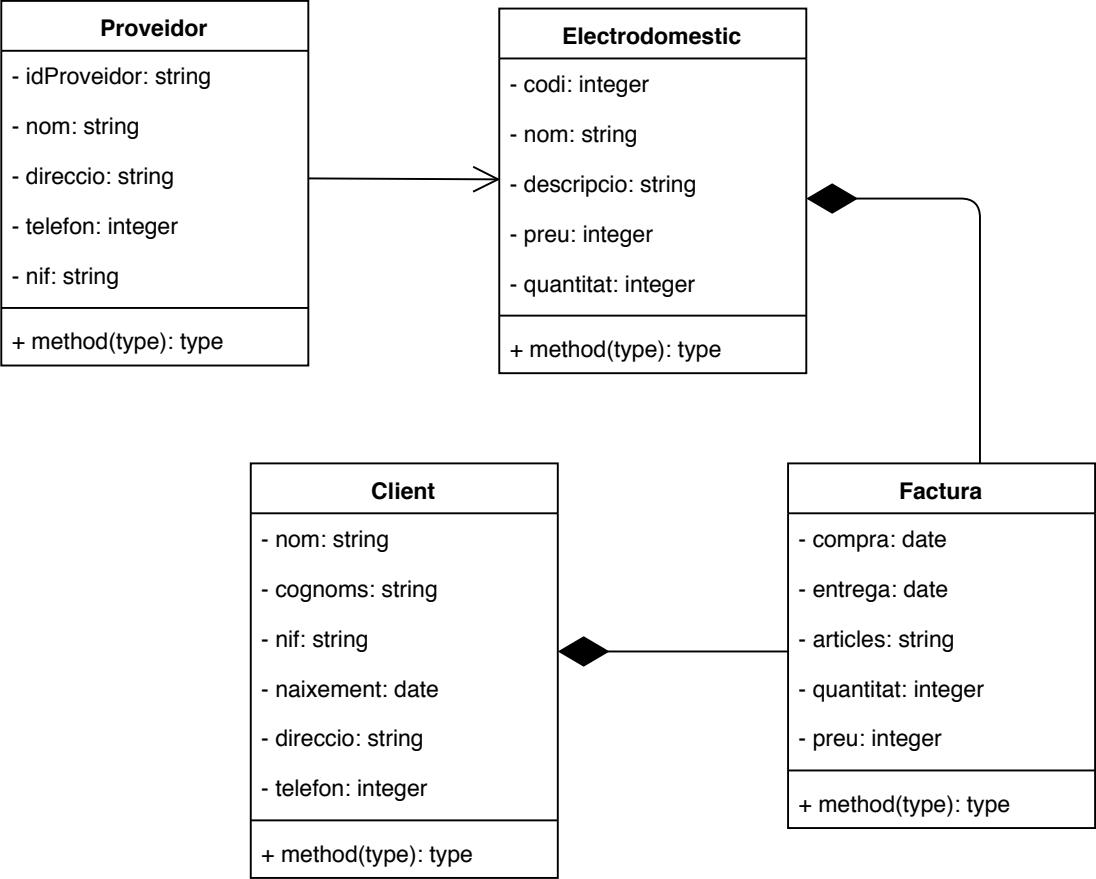 Proveidor
- idProveidor: string
- nom: string
- direccio: string
- telefon: integer
- nif: string
+ method(type): type
Electrodomestic
- codi: integer
- nom: string
- descripcio: string
- preu: integer
- quantitat: integer
+ method(type): type
Client
- nom: string
- cognoms: string
- nif: string
- naixement: date
- direccio: string
- telefon: integer
+ method(type): type
Factura
- compra: date
- entrega: date
- articles: string
- quantitat: integer
- preu: integer
+ method(type): type